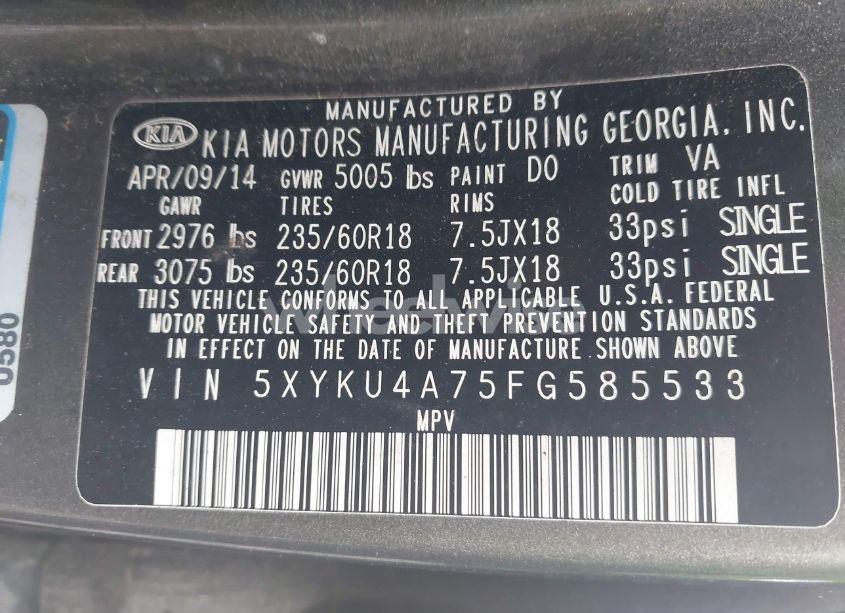 MANUFACTURED BY
KIA KIA MOTORS MANUFACTURING GEORGIA, INC.
APR/09/14 GVWR 5005 lbs PAINT D0 TRIM VA
GAWR TIRES RIMS COLD TIRE INFL
FRONT 2976 lbs 235/60R18 7.5JX18 33psi SINGLE
REAR 3075 lbs 235/60R18 7.5JX18 33psi SINGLE
THIS VEHICLE CONFORMS TO ALL APPLICABLE U.S.A. FEDERAL
MOTOR VEHICLE SAFETY AND THEFT PREVENTION STANDARDS
IN EFFECT ON THE DATE OF MANUFACTURE SHOWN ABOVE
VIN 5XYKU4A75FG585533
MPV
0580